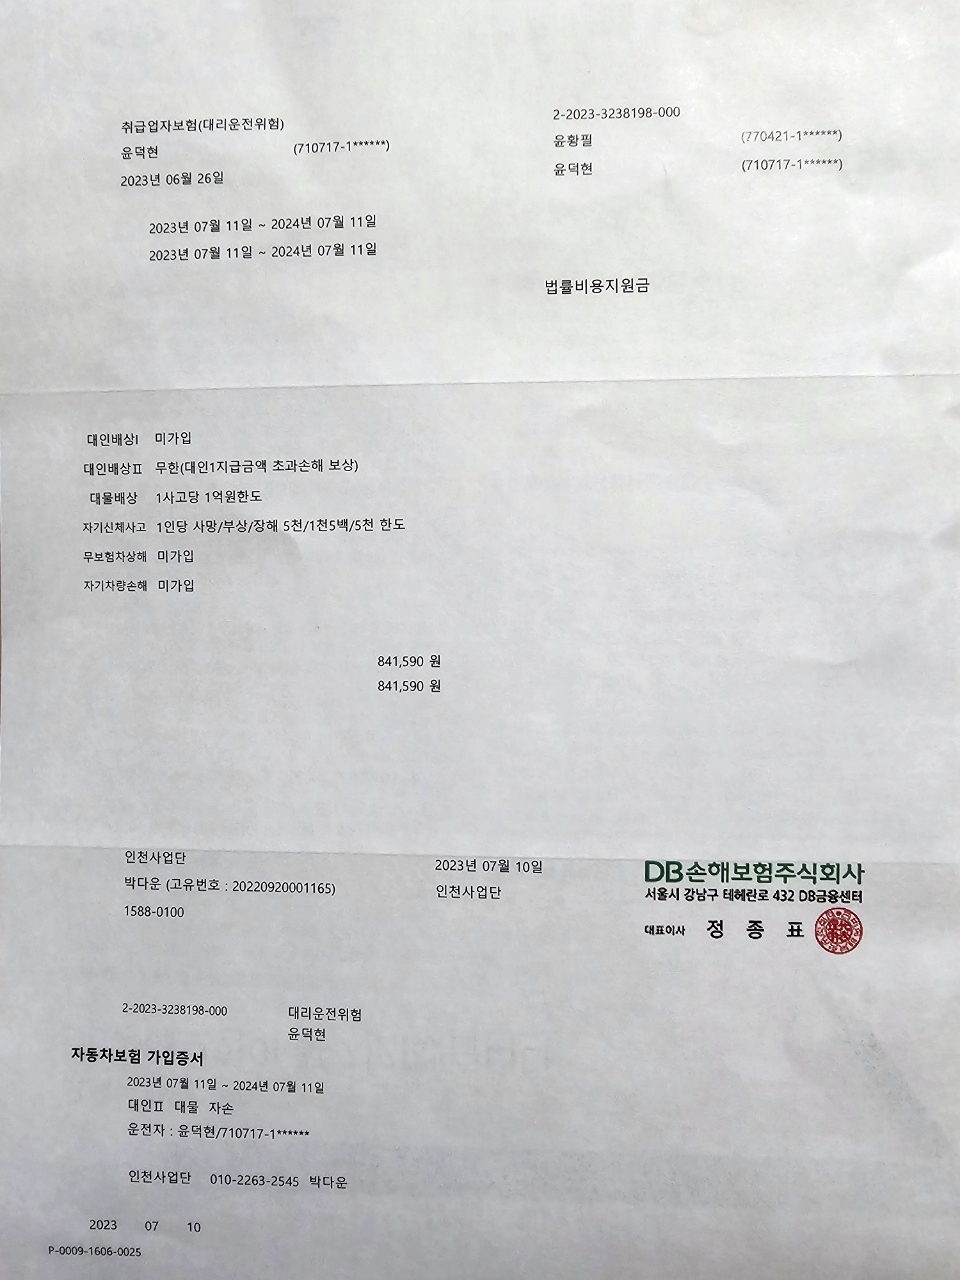 취급업자보험(대리운전위험)
2-2023-3238198-000
윤덕현 (710717-1******)
윤황필 (770421-1******)
2023년 06월 26일
윤덕현 (710717-1******)
2023년 07월 11일 ~ 2024년 07월 11일
2023년 07월 11일 ~ 2024년 07월 11일
법률비용지원금
대인배상Ⅰ 미가입
대인배상Ⅱ 무한(대인1지급금액 초과손해 보상)
대물배상 1사고당 1억원한도
자기신체사고 1인당 사망/부상/장해 5천/1천5백/5천 한도
무보험차상해 미가입
자기차량손해 미가입
841,590 원
841,590 원
인천사업단
박다운 (고유번호 : 20220920001165)
1588-0100
2023년 07월 10일
인천사업단
DB손해보험주식회사
서울시 강남구 테헤란로 432 DB금융센터
대표이사 정 종 표
2-2023-3238198-000 대리운전위험
윤덕현
자동차보험 가입증서
2023년 07월 11일 ~ 2024년 07월 11일
대인Ⅱ 대물 자손
운전자 : 윤덕현/710717-1******
인천사업단 010-2263-2545 박다운
2023 07 10
P-0009-1606-0025